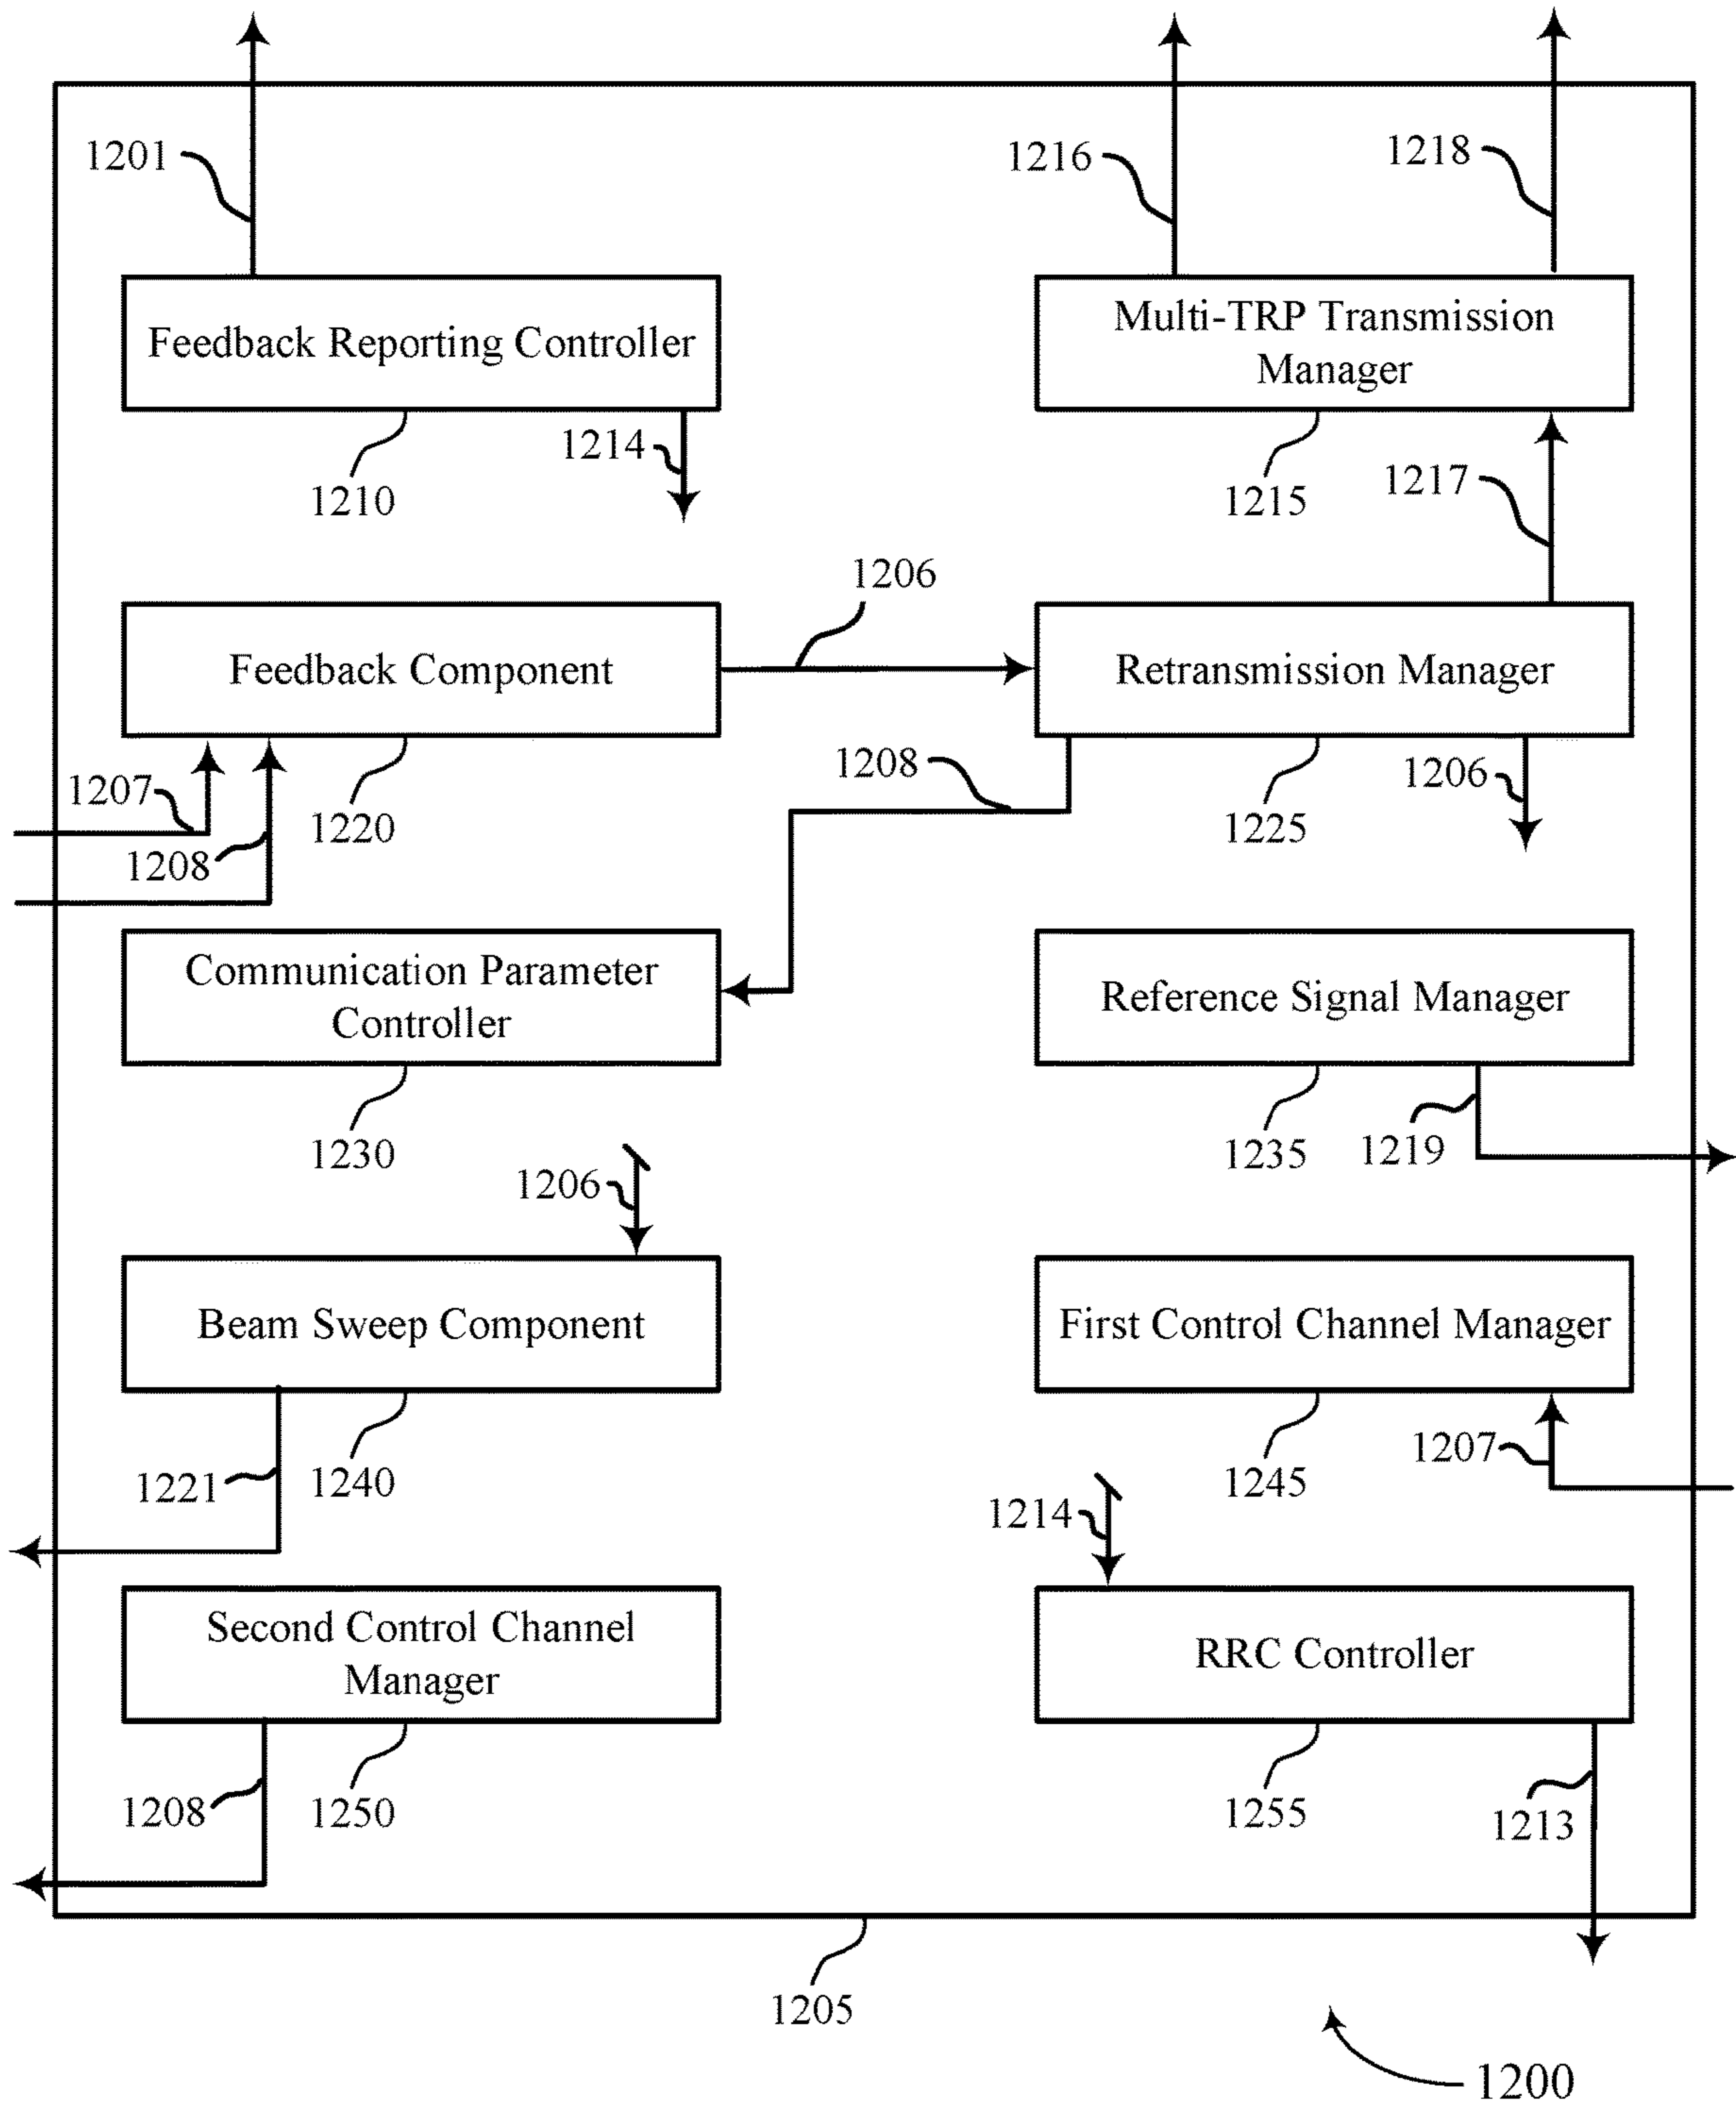 1201
1216
1218
Feedback Reporting Controller
Multi-TRP Transmission
Manager
1214
1210
1215
1217
1206
Feedback Component
Retransmission Manager
1207
1208
1220
1208
1225
1206
Communication Parameter
Controller
Reference Signal Manager
1230
1235
1219
1206
Beam Sweep Component
First Control Channel Manager
1221
1240
1245
1207
1214
Second Control Channel
Manager
RRC Controller
1208
1250
1255
1213
1205
1200